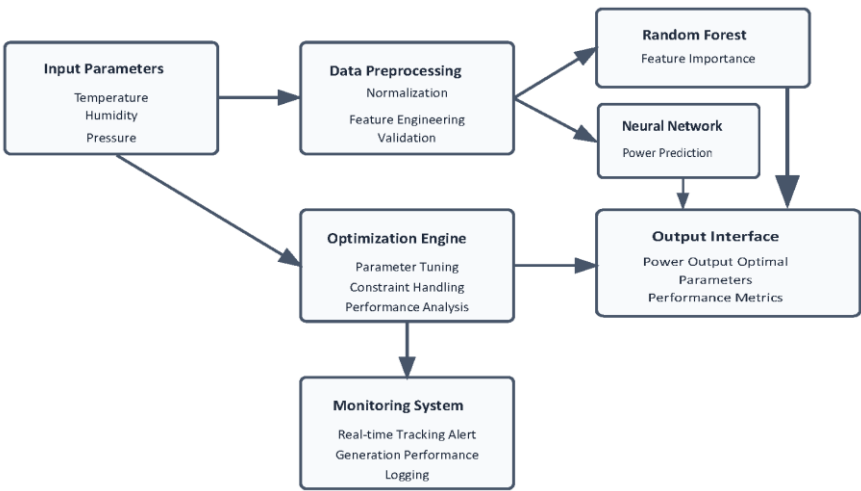 Input Parameters
Temperature
Humidity
Pressure
Data Preprocessing
Normalization
Feature Engineering
Validation
Random Forest
Feature Importance
Neural Network
Power Prediction
Optimization Engine
Parameter Tuning
Constraint Handling
Performance Analysis
Output Interface
Power Output Optimal
Parameters
Performance Metrics
Monitoring System
Real-time Tracking Alert
Generation Performance
Logging